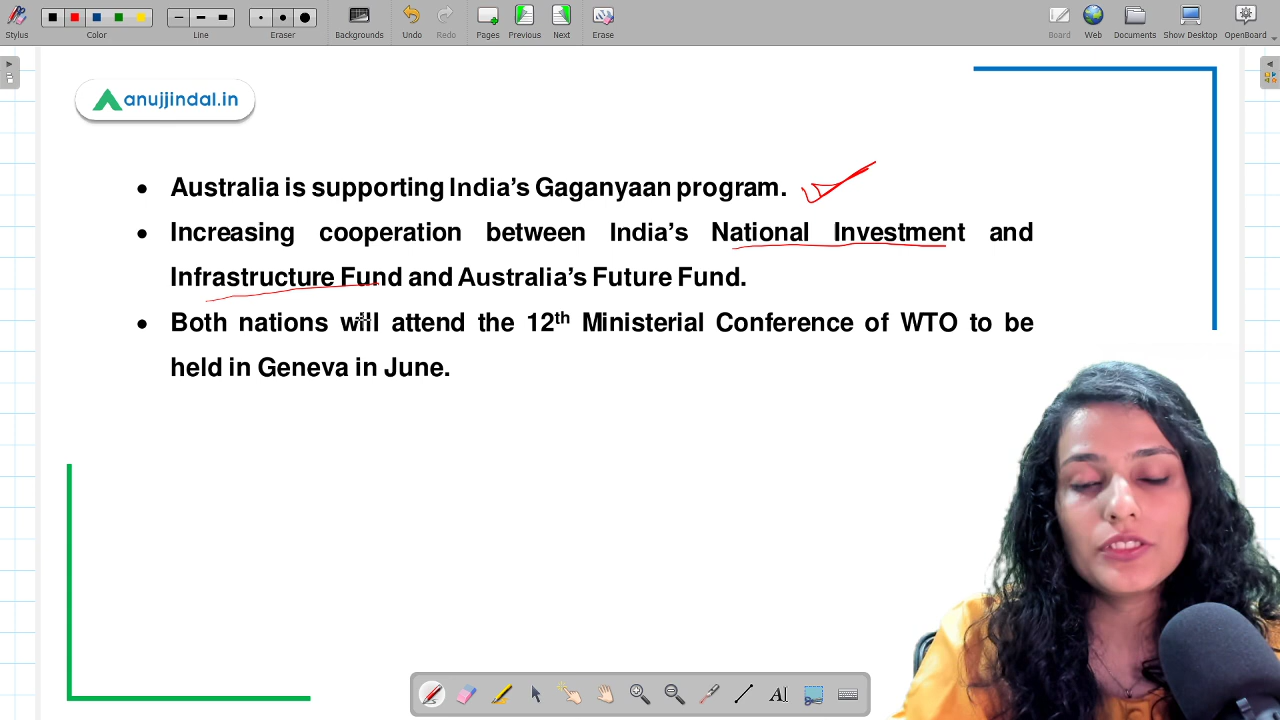 Stylus Color Line Eraser Backgrounds Undo Redo Pages Previous Next Erase Board Web Documents Show Desktop OpenBoard
anujjindal.in
• Australia is supporting India's Gaganyaan program.
• Increasing cooperation between India's National Investment and
Infrastructure Fund and Australia's Future Fund.
• Both nations will attend the 12th Ministerial Conference of WTO to be
held in Geneva in June.